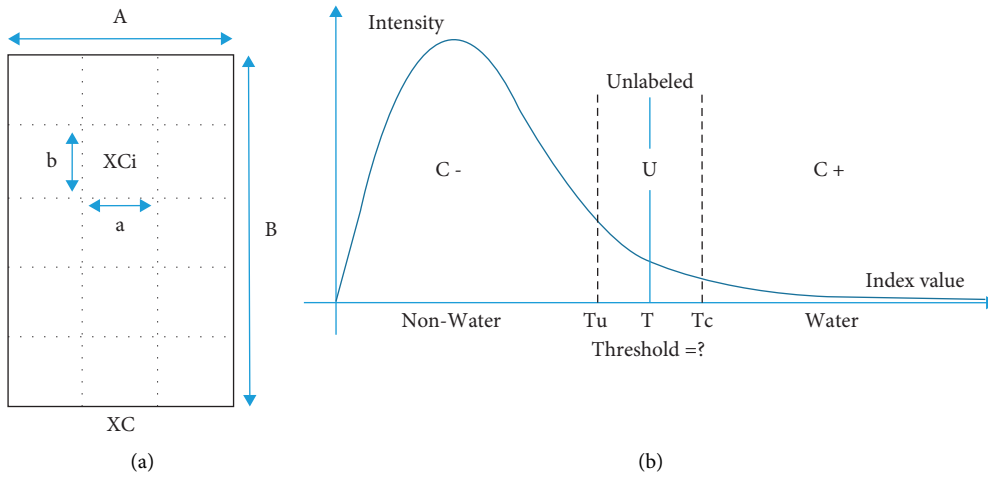 A
b
XCi
a
B
XC
(a)
Intensity
Unlabeled
C -
U
C +
Index value
Non-Water
Tu
T
Tc
Water
Threshold =?
(b)